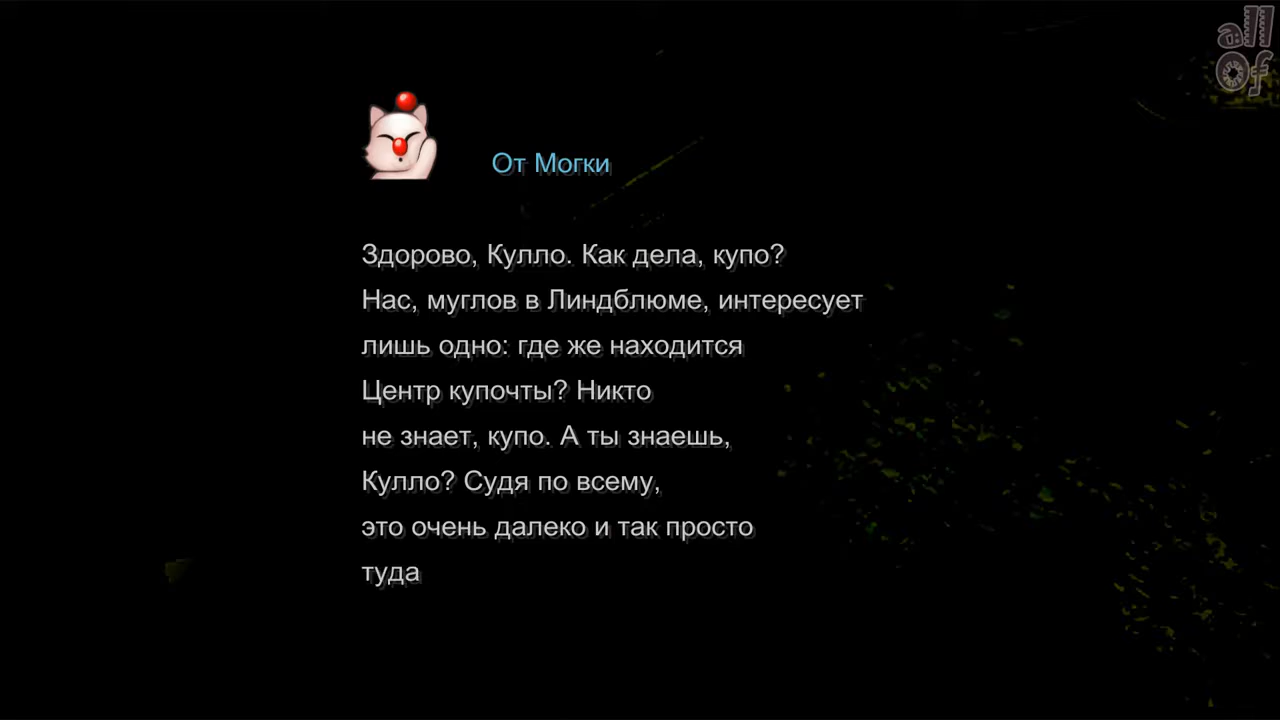 all
Of
От Могки
Здорово, Кулло. Как дела, купо?
Нас, муглов в Линдблюме, интересует
лишь одно: где же находится
Центр купочты? Никто
не знает, купо. А ты знаешь,
Кулло? Судя по всему,
это очень далеко и так просто
туда